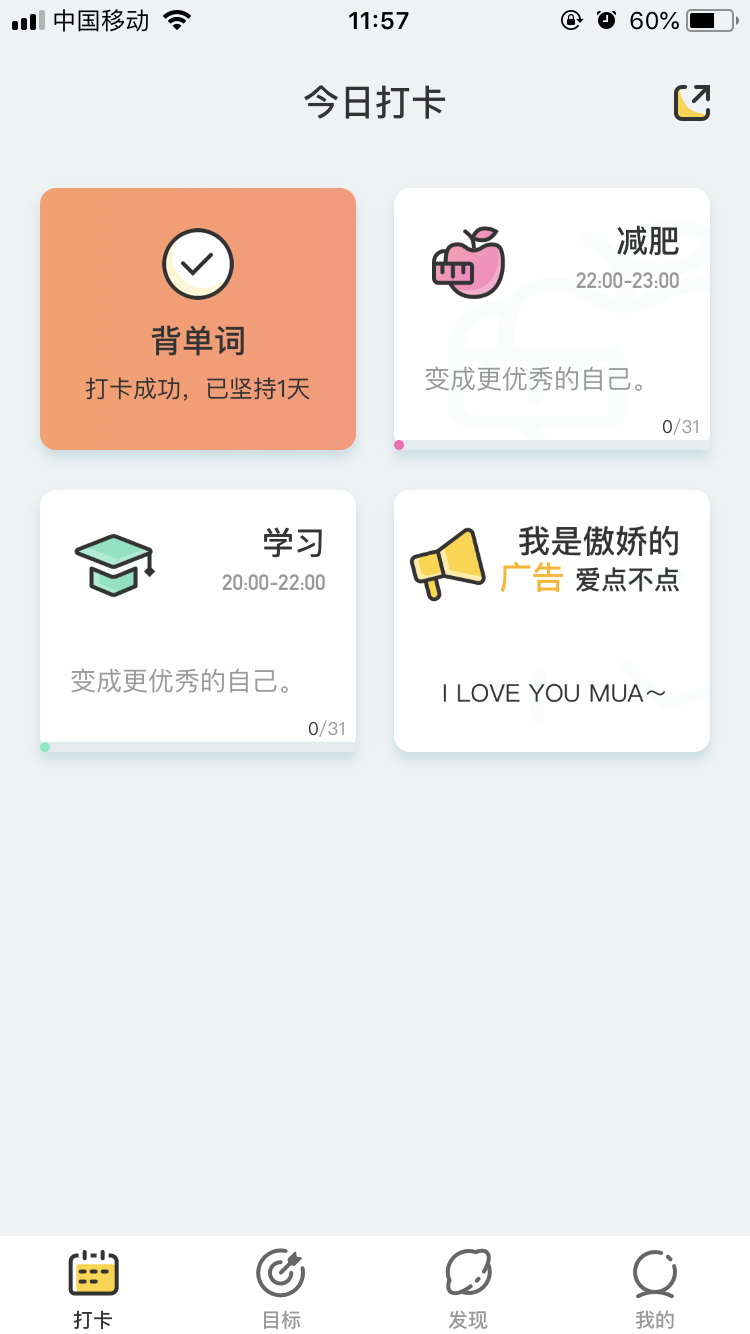 中国移动
11:57
60%
今日打卡
背单词
打卡成功，已坚持1天
减肥
22:00-23:00
变成更优秀的自己。
0/31
学习
20:00-22:00
变成更优秀的自己。
0/31
我是傲娇的
广告 爱点不点
I LOVE YOU MUA～
打卡
目标
发现
我的